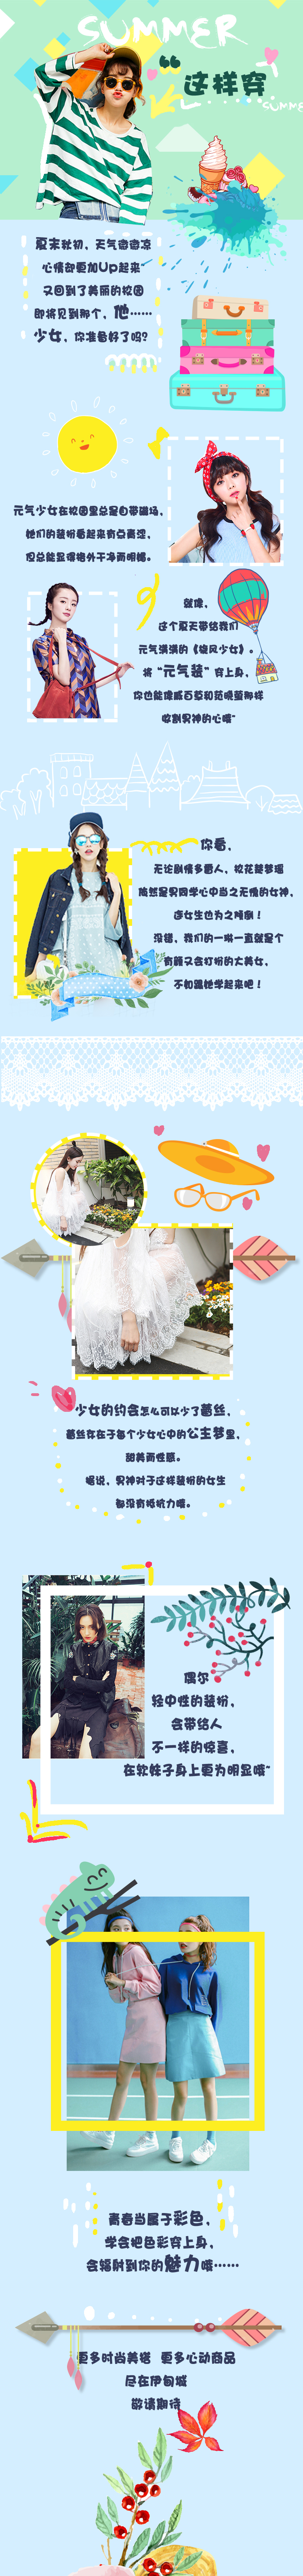 SUMMER
“这样穿
SUMME
夏末秋初，天气微微凉
心情却更加Up起来~
又回到了美丽的校园
即将见到那个，他……
少女，你准备好了吗？
元气少女在校园里总是自带磁场，
她们的装扮看起来有点青涩，
但总能显得格外干净而明媚。
就像，
这个夏天带给我们
元气满满的《旋风少女》。
将“元气装”穿上身，
你也能像戚百草和范晓莹那样
收割男神的心哦~
你看，
无论剧情多雷人，校花楚梦瑶
依然是男同学心中当之无愧的女神，
连女生也为之倾倒！
没错，我们的一琳一直就是个
有颜又会打扮的大美女，
不如跟她学起来吧！
少女的约会怎么可以少了蕾丝，
蕾丝存在于每个少女心中的公主梦里，
甜美而性感。
据说，男神对于这样装扮的女生
都没有抵抗力哦。
偶尔
轻中性的装扮，
会带给人
不一样的惊喜，
在软妹子身上更为明显哦~
青春当属于彩色，
学会把色彩穿上身，
会辐射到你的魅力哦……
更多时尚美搭 更多心动商品
尽在伊甸城
敬请期待